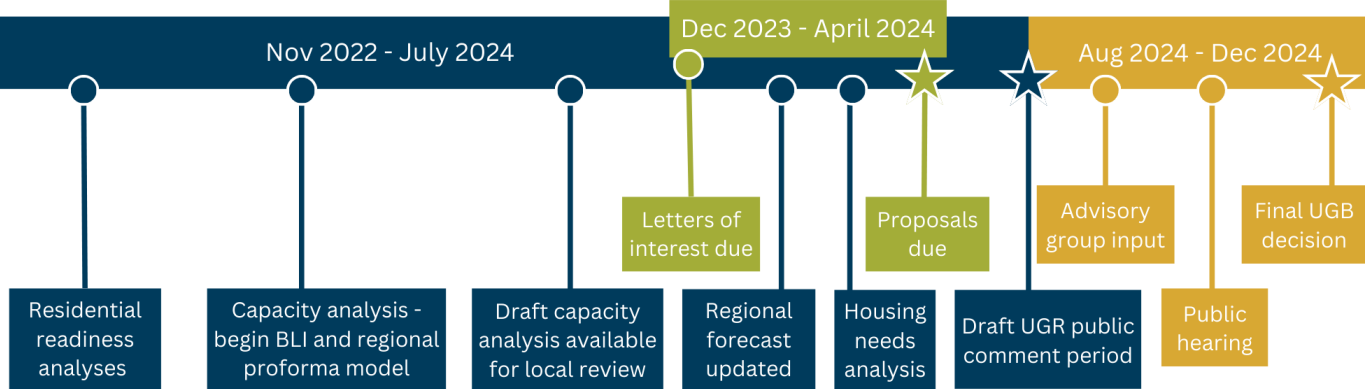 Dec 2023 - April 2024
Nov 2022 - July 2024
Aug 2024 - Dec 2024
Letters of
interest due
Proposals
due
Advisory
group input
Final UGB
decision
Residential
readiness
analyses
Capacity analysis -
begin BLI and regional
proforma model
Draft capacity
analysis available
for local review
Regional
forecast
updated
Housing
needs
analysis
Draft UGR public
comment period
Public
hearing